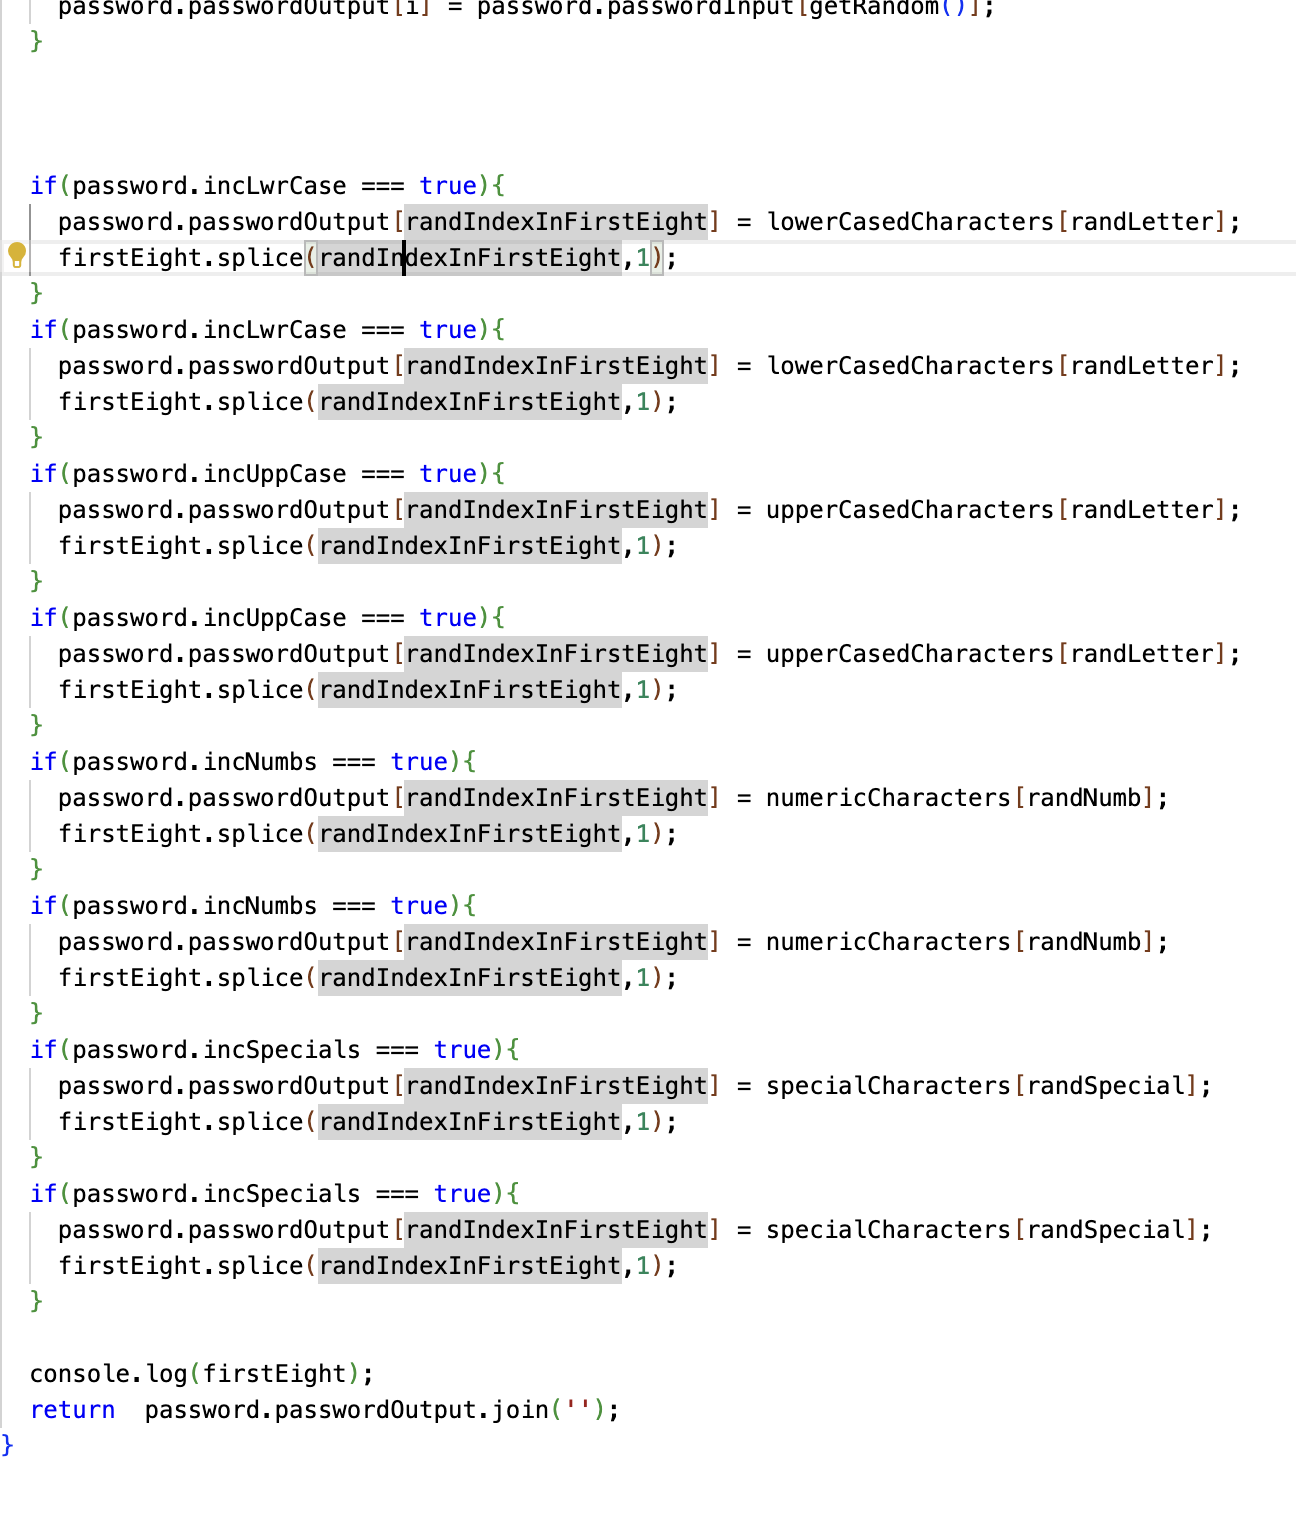 password.passwordOutput[i] = password.passwordInput[getRandom()];
}
if(password.incLwrCase === true){
password.passwordOutput[randIndexInFirstEight] = lowerCasedCharacters[randLetter];
firstEight.splice(randIndexInFirstEight,1);
}
if(password.incLwrCase === true){
password.passwordOutput[randIndexInFirstEight] = lowerCasedCharacters[randLetter];
firstEight.splice(randIndexInFirstEight,1);
}
if(password.incUppCase === true){
password.passwordOutput[randIndexInFirstEight] = upperCasedCharacters[randLetter];
firstEight.splice(randIndexInFirstEight,1);
}
if(password.incUppCase === true){
password.passwordOutput[randIndexInFirstEight] = upperCasedCharacters[randLetter];
firstEight.splice(randIndexInFirstEight,1);
}
if(password.incNumbs === true){
password.passwordOutput[randIndexInFirstEight] = numericCharacters[randNumb];
firstEight.splice(randIndexInFirstEight,1);
}
if(password.incNumbs === true){
password.passwordOutput[randIndexInFirstEight] = numericCharacters[randNumb];
firstEight.splice(randIndexInFirstEight,1);
}
if(password.incSpecials === true){
password.passwordOutput[randIndexInFirstEight] = specialCharacters[randSpecial];
firstEight.splice(randIndexInFirstEight,1);
}
if(password.incSpecials === true){
password.passwordOutput[randIndexInFirstEight] = specialCharacters[randSpecial];
firstEight.splice(randIndexInFirstEight,1);
}
console.log(firstEight);
return  password.passwordOutput.join('');
}